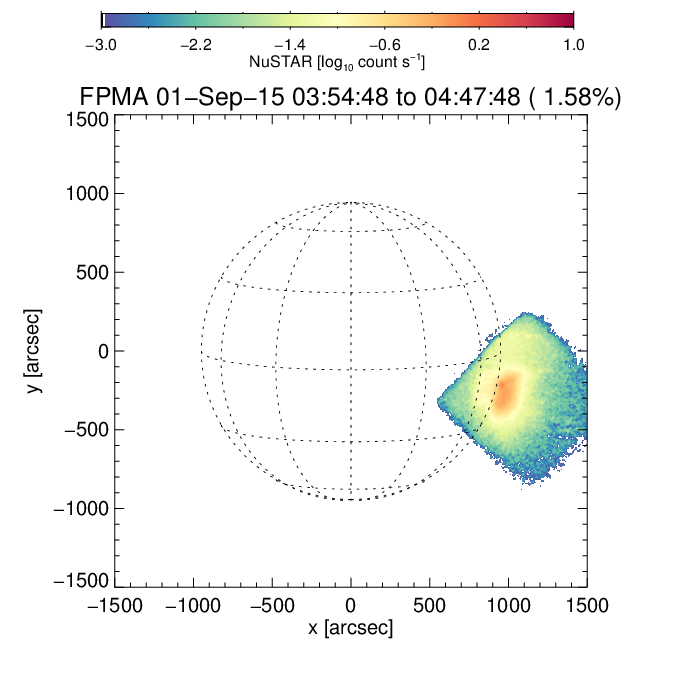 −3.0 −2.2 −1.4 −0.6 0.2 1.0
NuSTAR [log₁₀ count s⁻¹]
FPMA 01−Sep−15 03:54:48 to 04:47:48 ( 1.58%)
1500
1000
500
0
−500
−1000
−1500
y [arcsec]
−1500 −1000 −500 0 500 1000 1500
x [arcsec]